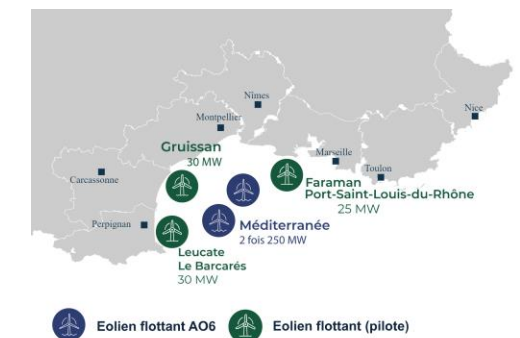 Nîmes
Montpellier
Nice
Gruissan
30 MW
Marseille
Toulon
Carcassonne
Faraman
Port-Saint-Louis-du-Rhône
25 MW
Perpignan
Méditerranée
2 fois 250 MW
Leucate
Le Barcarés
30 MW
Eolien flottant AO6
Eolien flottant (pilote)